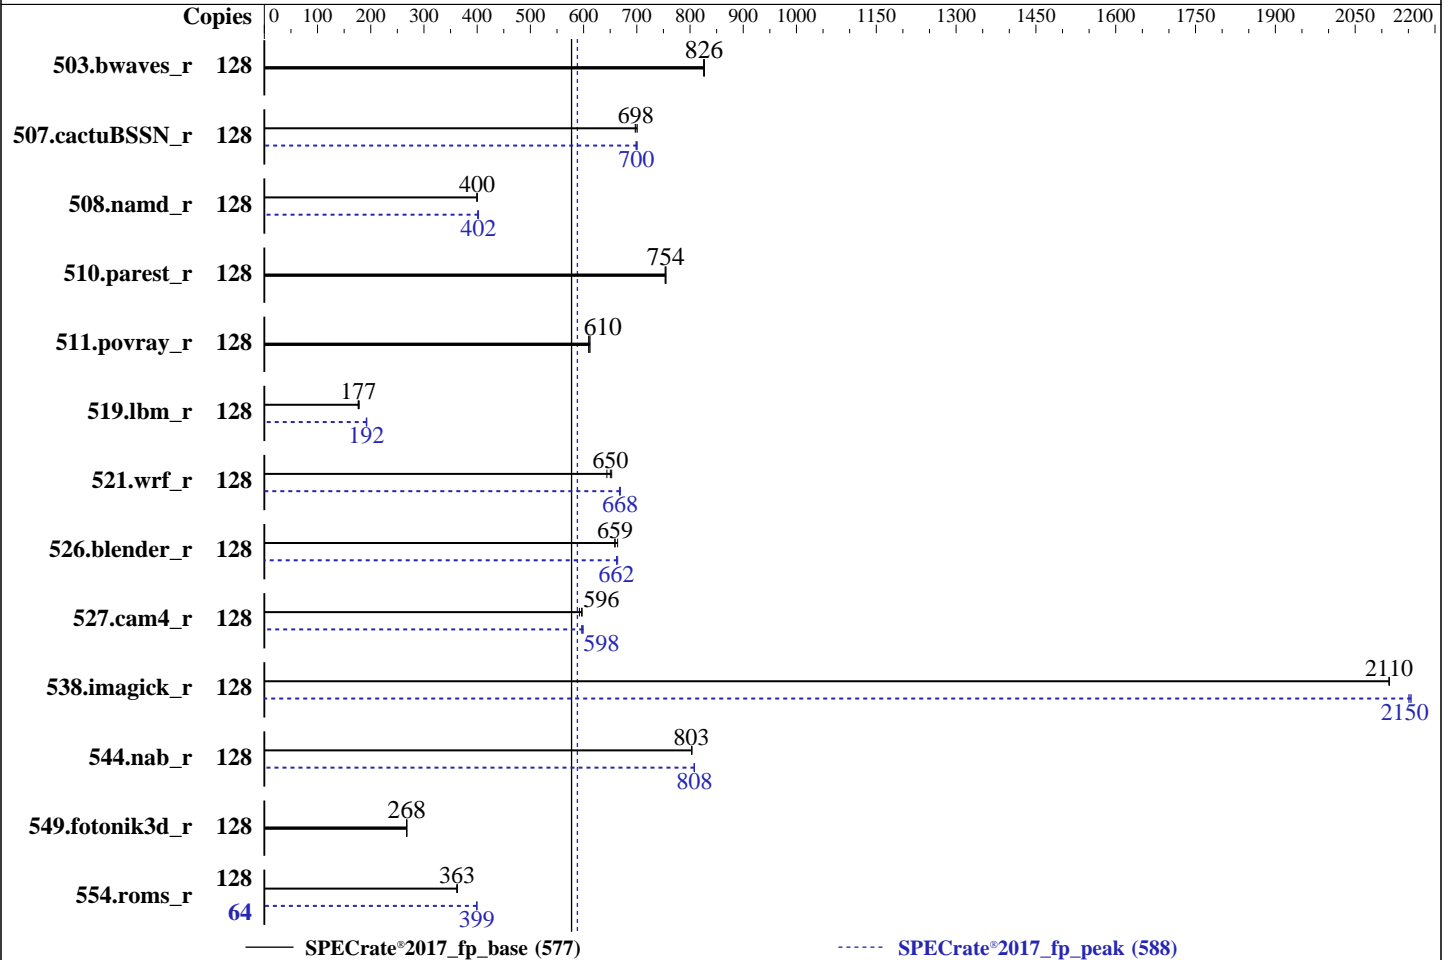 Copies 0 100 200 300 400 500 600 700 800 900 1000 1150 1300 1450 1600 1750 1900 2050 2200
503.bwaves_r 128 826
507.cactuBSSN_r 128 698
700
508.namd_r 128 400
402
510.parest_r 128 754
511.povray_r 128 610
519.lbm_r 128 177
192
521.wrf_r 128 650
668
526.blender_r 128 659
662
527.cam4_r 128 596
598
538.imagick_r 128 2110
2150
544.nab_r 128 803
808
549.fotonik3d_r 128 268
554.roms_r 128 363
64 399
SPECrate®2017_fp_base (577) SPECrate®2017_fp_peak (588)